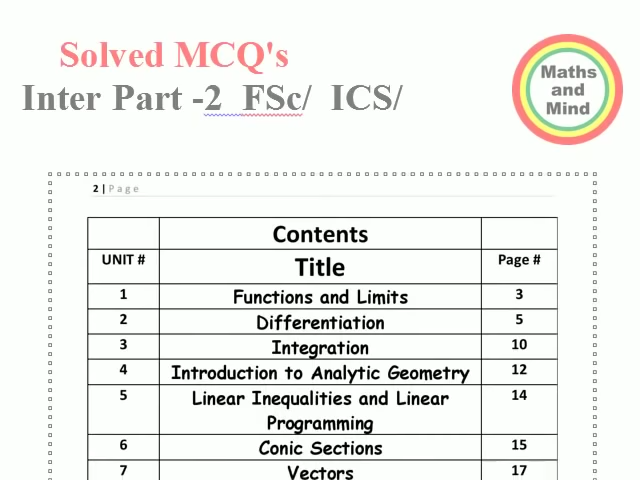 Solved MCQ's
Inter Part -2 FSc/ ICS/
Maths
and
Mind
2 | Page
Contents
UNIT # Title Page #
1 Functions and Limits 3
2 Differentiation 5
3 Integration 10
4 Introduction to Analytic Geometry 12
5 Linear Inequalities and Linear 14
Programming
6 Conic Sections 15
7 Vectors 17